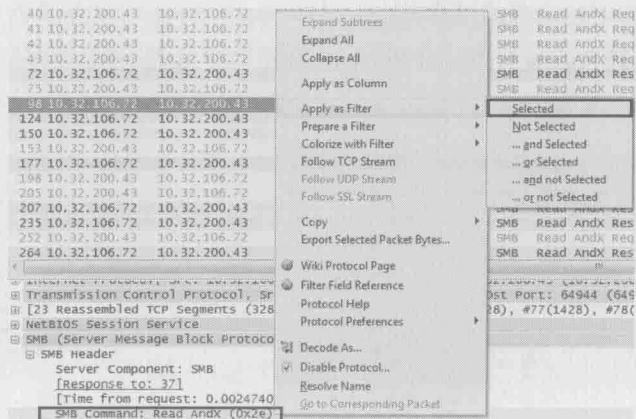 40 10.32.200.43 10.32.106.72 SMB Read AndX Req
41 10.32.200.43 10.32.106.72 SMB Read AndX Req
42 10.32.200.43 10.32.106.72 SMB Read AndX Req
43 10.32.200.43 10.32.106.72 SMB Read AndX Req
72 10.32.106.72 10.32.200.43 SMB Read AndX Res
75 10.32.200.43 10.32.106.72 SMB Read AndX Req
98 10.32.106.72 10.32.200.43
124 10.32.106.72 10.32.200.43
150 10.32.106.72 10.32.200.43
153 10.32.200.43 10.32.106.72
177 10.32.106.72 10.32.200.43
198 10.32.200.43 10.32.106.72
205 10.32.200.43 10.32.106.72
207 10.32.106.72 10.32.200.43 SMB Read AndX Res
235 10.32.106.72 10.32.200.43 SMB Read AndX Res
252 10.32.200.43 10.32.106.72 SMB Read AndX Req
264 10.32.106.72 10.32.200.43 SMB Read AndX Res
Expand Subtrees
Expand All
Collapse All
Apply as Column
Apply as Filter
Prepare a Filter
Colorize with Filter
Follow TCP Stream
Follow UDP Stream
Follow SSL Stream
Copy
Export Selected Packet Bytes...
Wiki Protocol Page
Filter Field Reference
Protocol Help
Protocol Preferences
Decode As...
Disable Protocol...
Resolve Name
Go to Corresponding Packet
Selected
Not Selected
... and Selected
... or Selected
... and not Selected
... or not Selected
Transmission Control Protocol, Sr Dst Port: 64944 (649
[23 Reassembled TCP Segments (328 28), #77(1428), #78(
NetBIOS Session Service
SMB (Server Message Block Protoco
SMB Header
Server Component: SMB
[Response to: 37]
[Time from request: 0.0024740
SMB Command: Read AndX (0x2e)